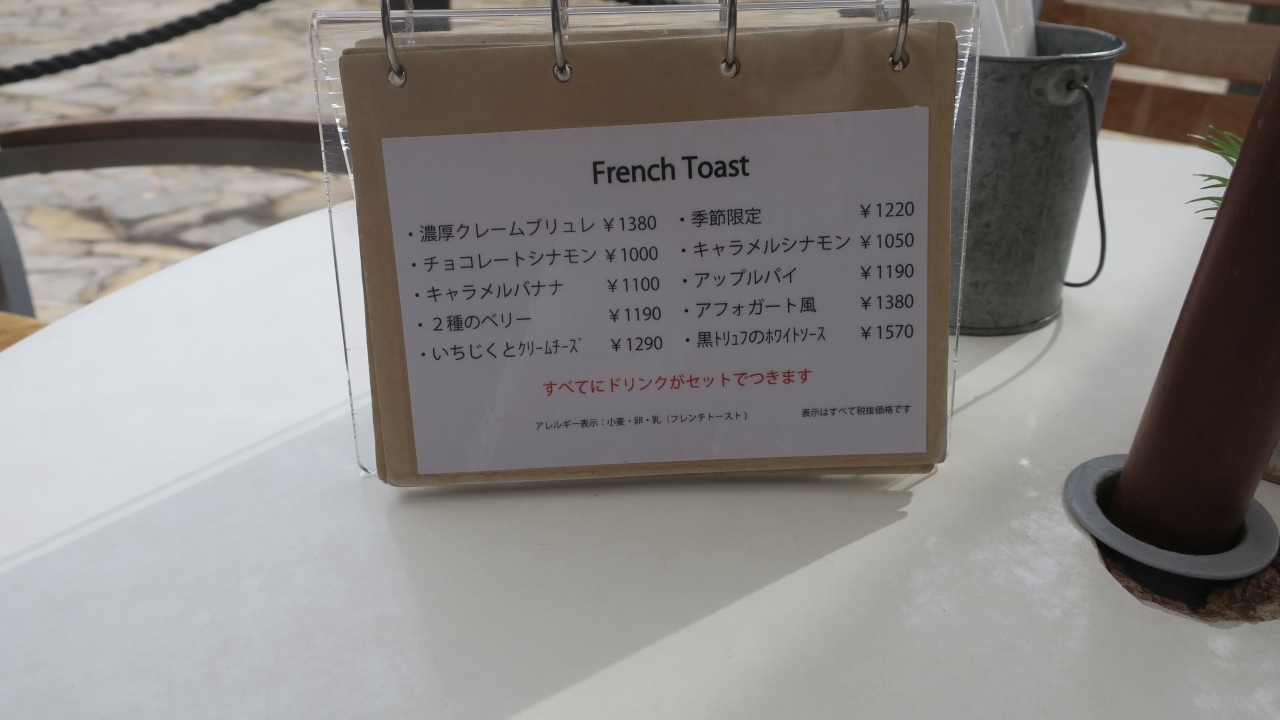 French Toast
・濃厚クレームブリュレ ¥1380
・チョコレートシナモン ¥1000
・キャラメルバナナ ¥1100
・２種のベリー ¥1190
・いちじくとｸﾘｰﾑﾁｰｽﾞ ¥1290
・季節限定 ¥1220
・キャラメルシナモン ¥1050
・アップルパイ ¥1190
・アフォガート風 ¥1380
・黒ﾄﾘｭﾌのﾎﾜｲﾄｿｰｽ ¥1570
すべてにドリンクがセットでつきます
アレルギー表示：小麦・卵・乳（フレンチトースト）
表示はすべて税抜価格です